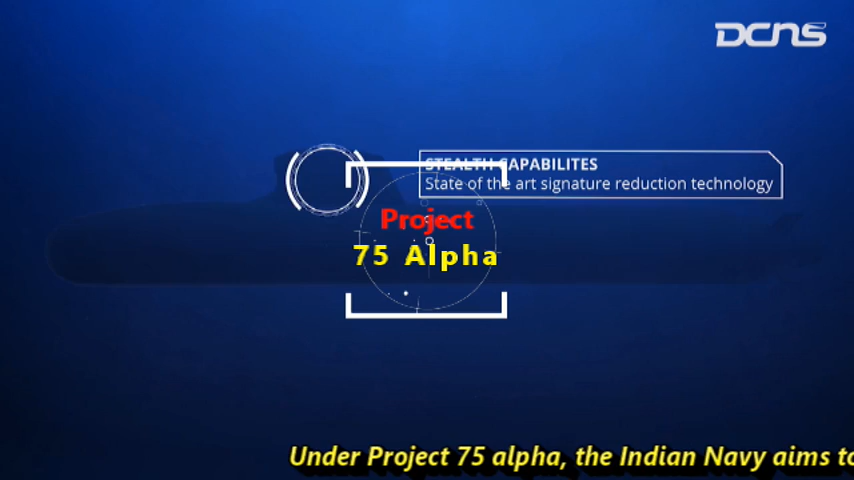 DCNS
STEALTH CAPABILITES
State of the art signature reduction technology
Project
75 Alpha
Under Project 75 alpha, the Indian Navy aims to